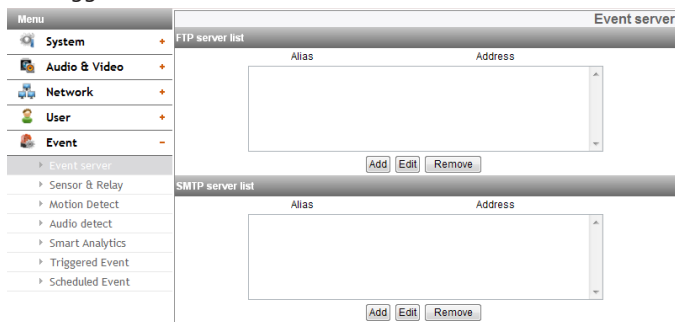 Menu
Event server
System +
Audio & Video +
Network +
User +
Event -
Event server
Sensor & Relay
Motion Detect
Audio detect
Smart Analytics
Triggered Event
Scheduled Event
FTP server list
Alias Address
Add Edit Remove
SMTP server list
Alias Address
Add Edit Remove